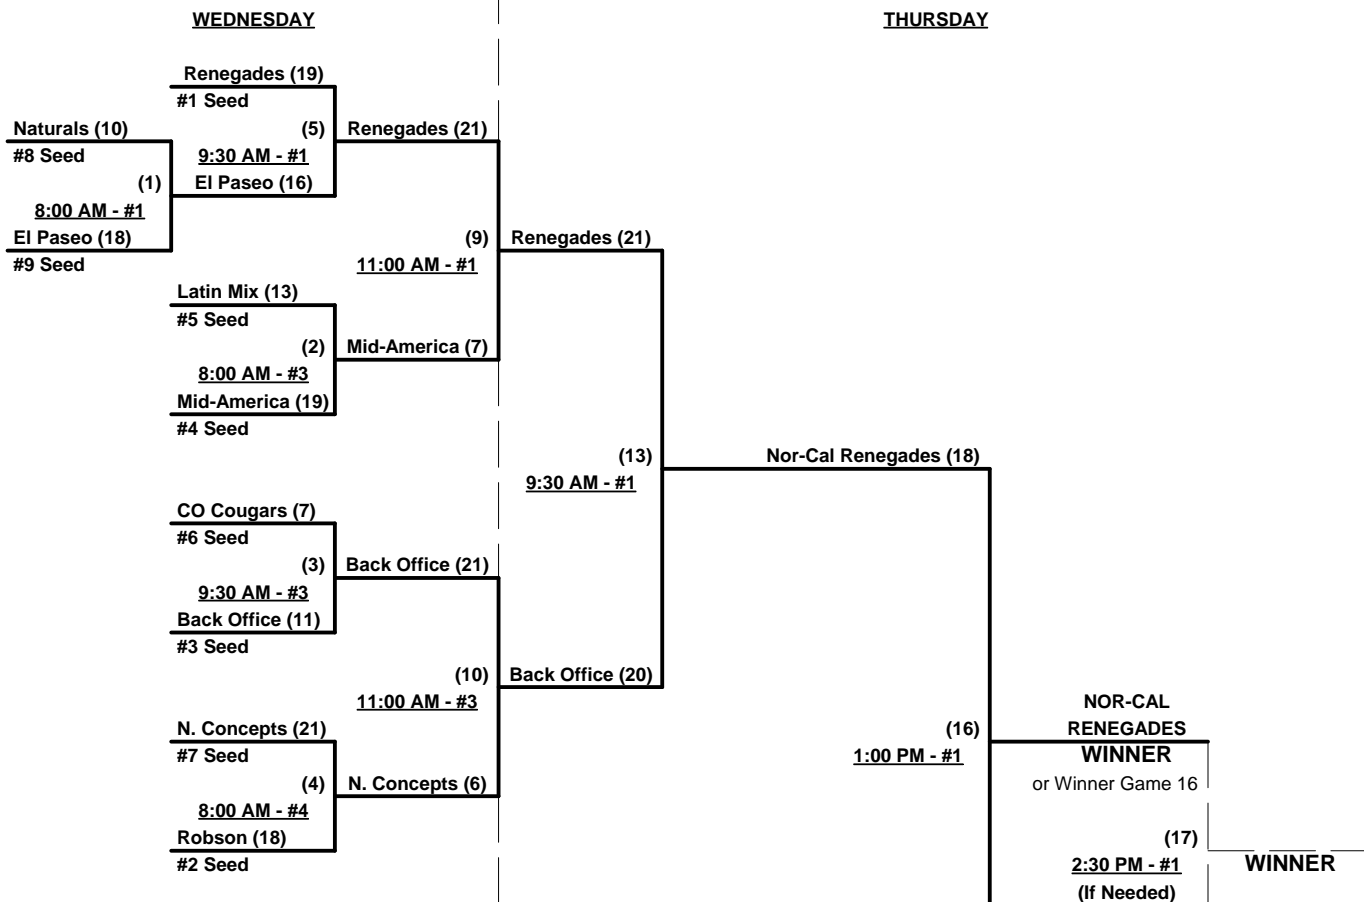 WEDNESDAY
THURSDAY
Renegades (19)
#1 Seed
Naturals (10)
(5)
Renegades (21)
#8 Seed
9:30 AM - #1
(1)
El Paseo (16)
8:00 AM - #1
El Paseo (18)
(9)
Renegades (21)
#9 Seed
11:00 AM - #1
Latin Mix (13)
#5 Seed
(2)
Mid-America (7)
8:00 AM - #3
Mid-America (19)
#4 Seed
(13)
Nor-Cal Renegades (18)
9:30 AM - #1
CO Cougars (7)
#6 Seed
(3)
Back Office (21)
9:30 AM - #3
Back Office (11)
#3 Seed
(10)
Back Office (20)
11:00 AM - #3
NOR-CAL
N. Concepts (21)
(16)
RENEGADES
#7 Seed
1:00 PM - #1
WINNER
(4)
N. Concepts (6)
or Winner Game 16
8:00 AM - #4
Robson (18)
(17)
#2 Seed
2:30 PM - #1
WINNER
(If Needed)